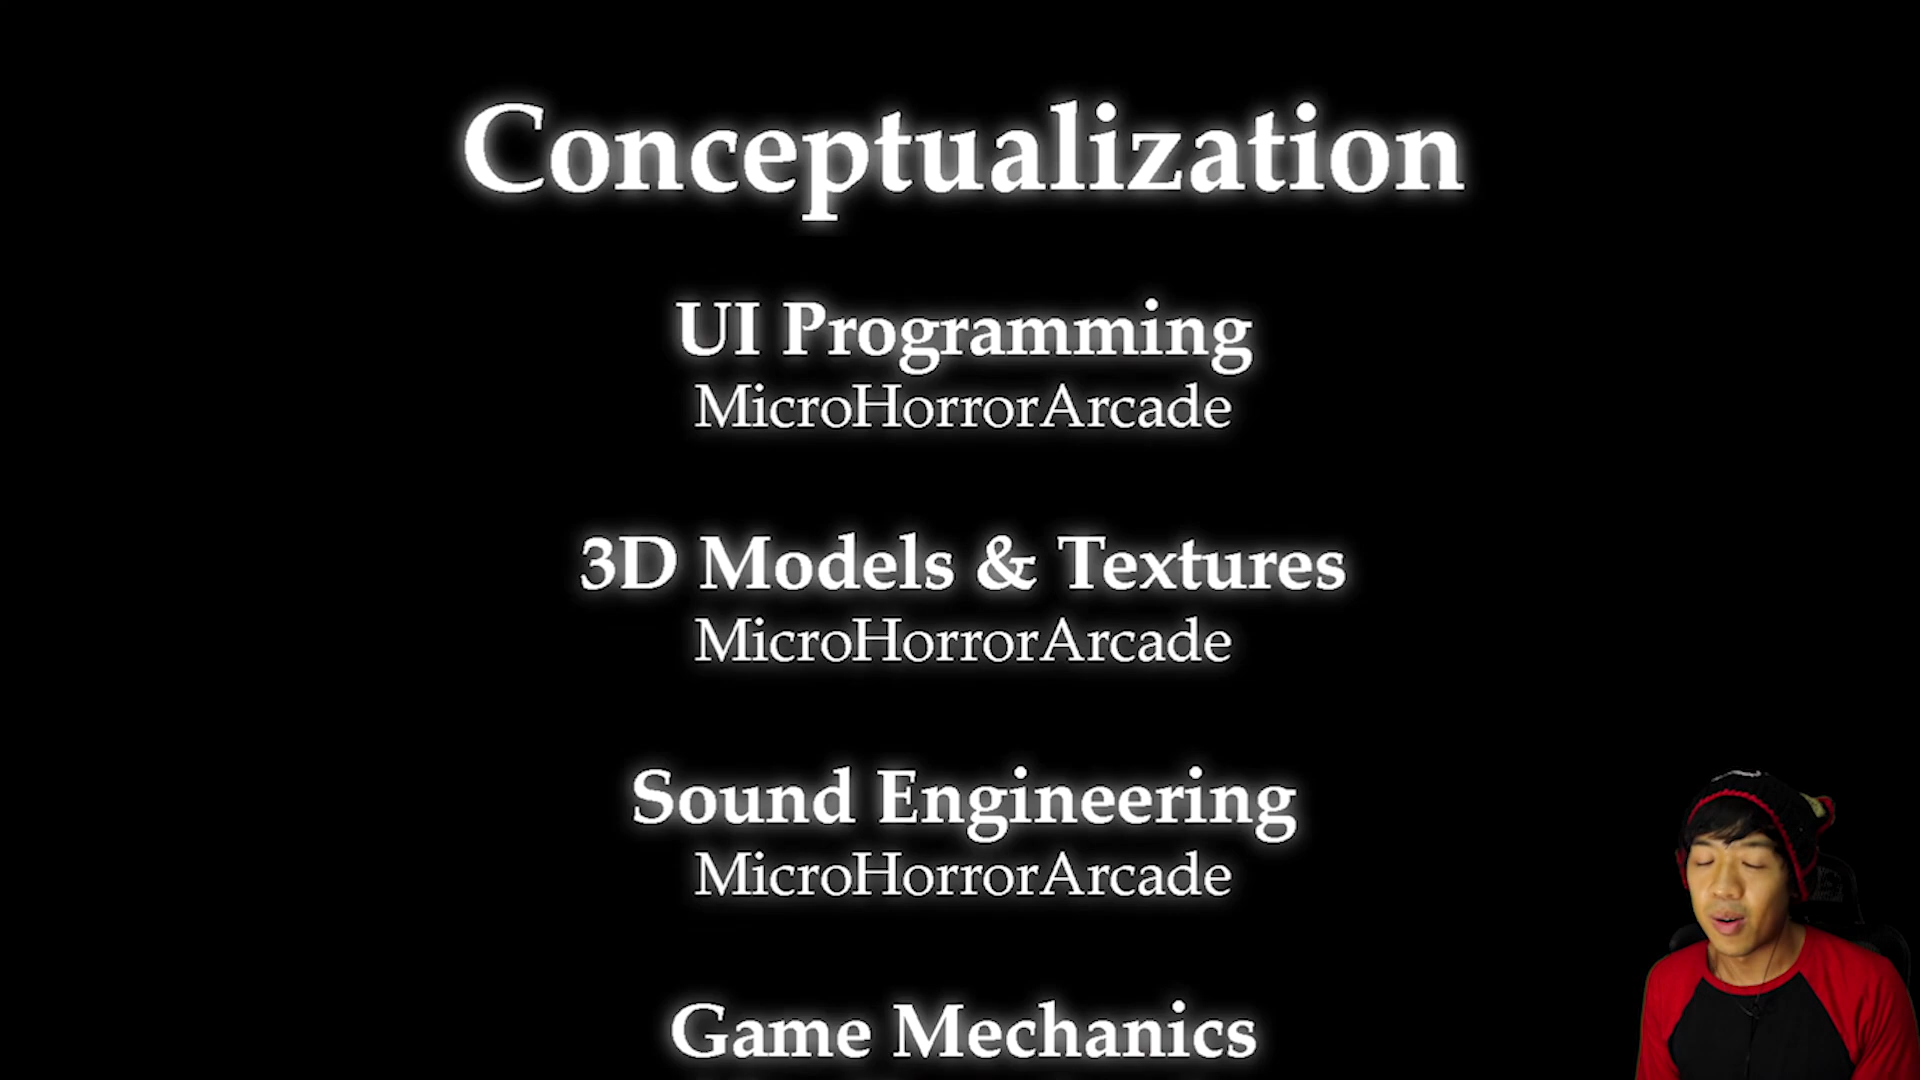 Conceptualization
UI Programming
MicroHorrorArcade
3D Models & Textures
MicroHorrorArcade
Sound Engineering
MicroHorrorArcade
Game Mechanics